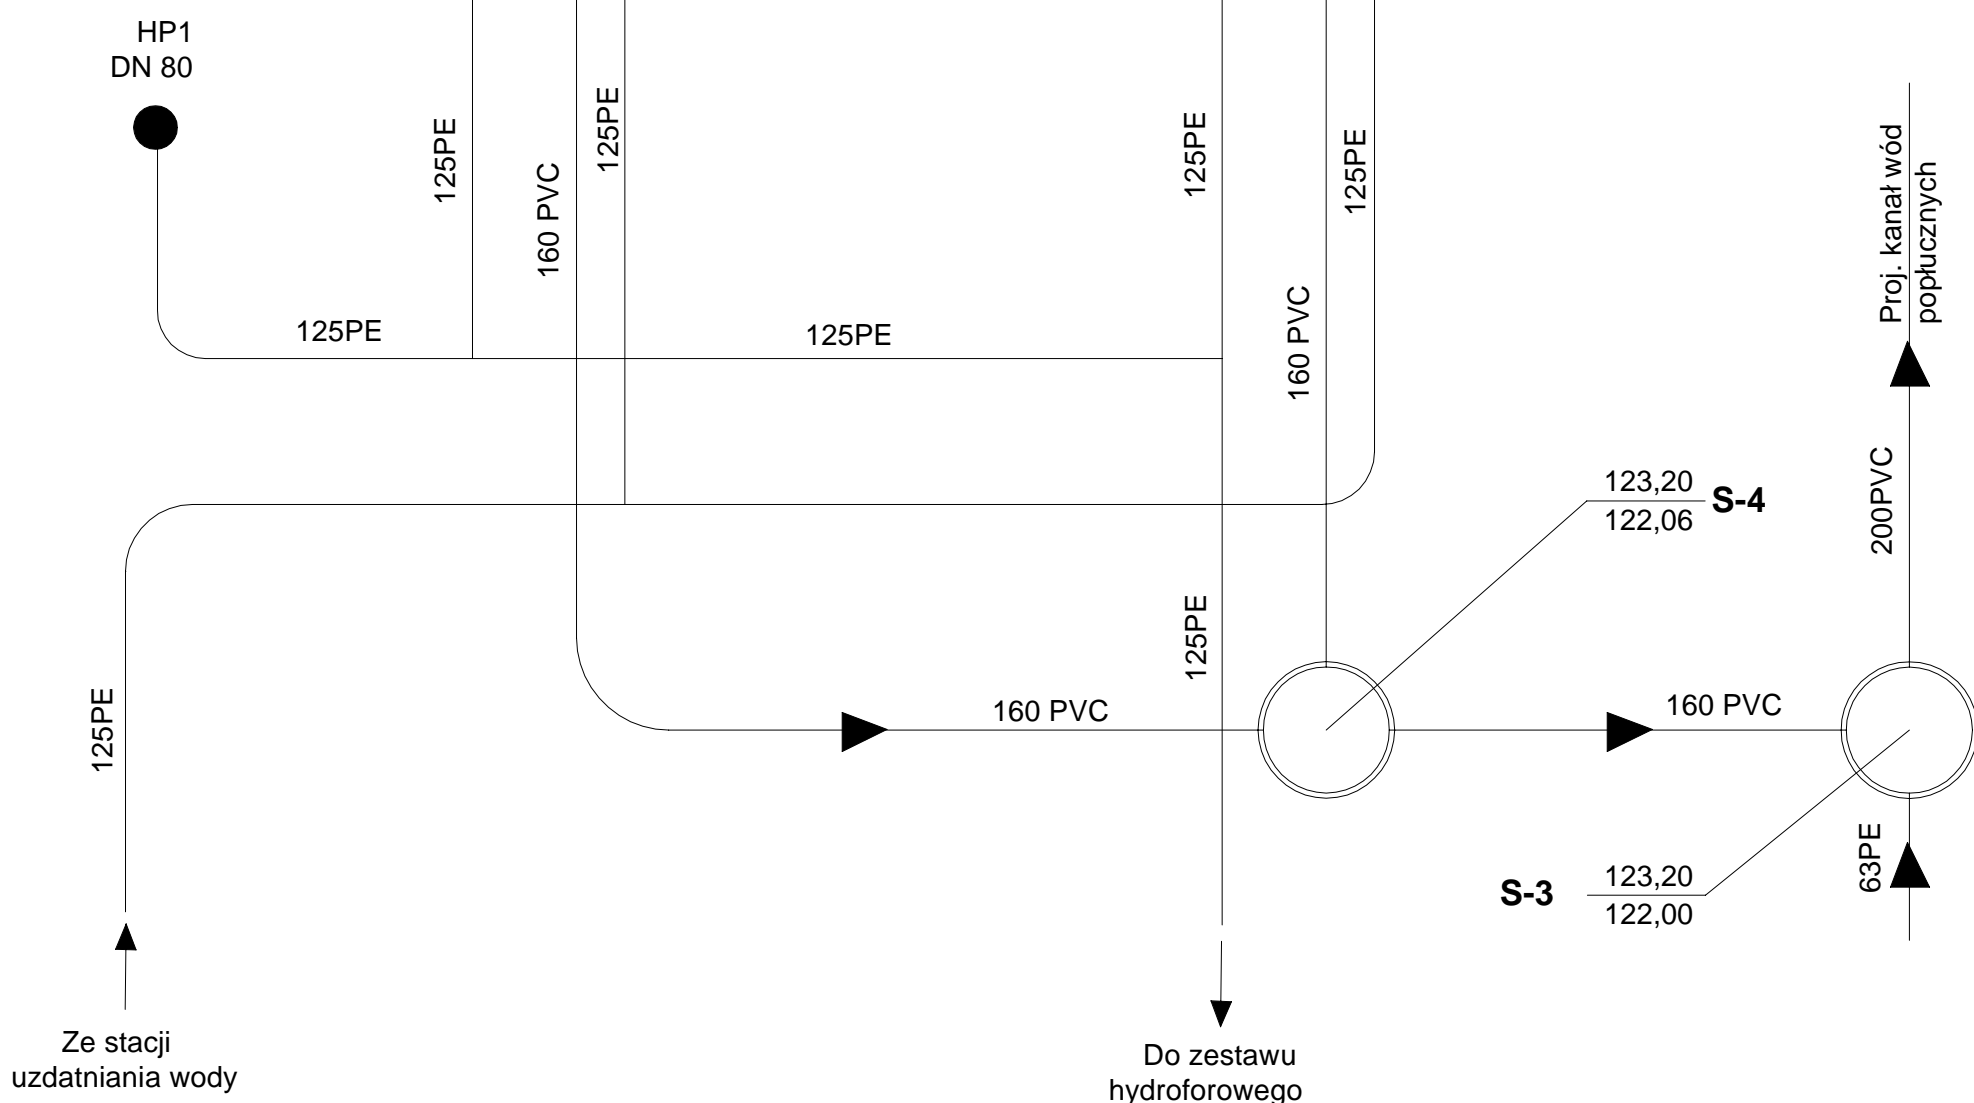 HP1
DN 80
125PE
160 PVC
125PE
125PE
125PE
160 PVC
Proj. kanał wód
popłucznych
125PE
125PE
123,20
122,06
S-4
200PVC
125PE
125PE
160 PVC
160 PVC
63PE
S-3
123,20
122,00
Ze stacji
uzdatniania wody
Do zestawu
hydroforowego